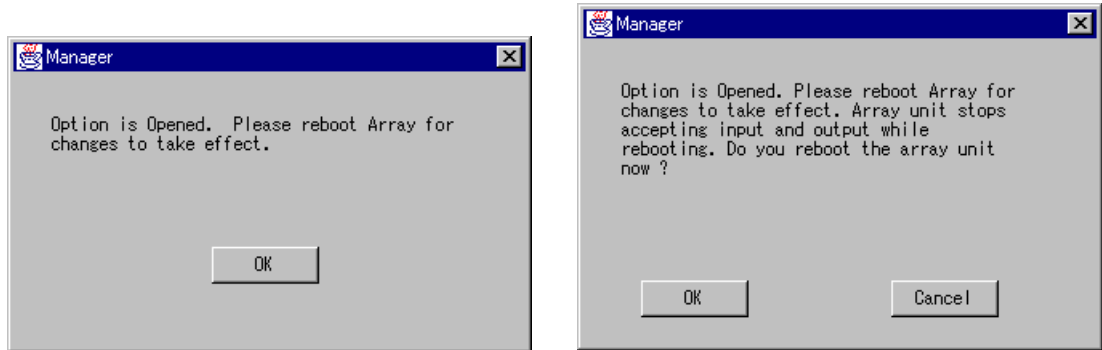 Manager
Option is Opened.  Please reboot Array for
changes to take effect.
OK
Manager
Option is Opened. Please reboot Array for
changes to take effect. Array unit stops
accepting input and output while
rebooting. Do you reboot the array unit
now ?
OK
Cancel